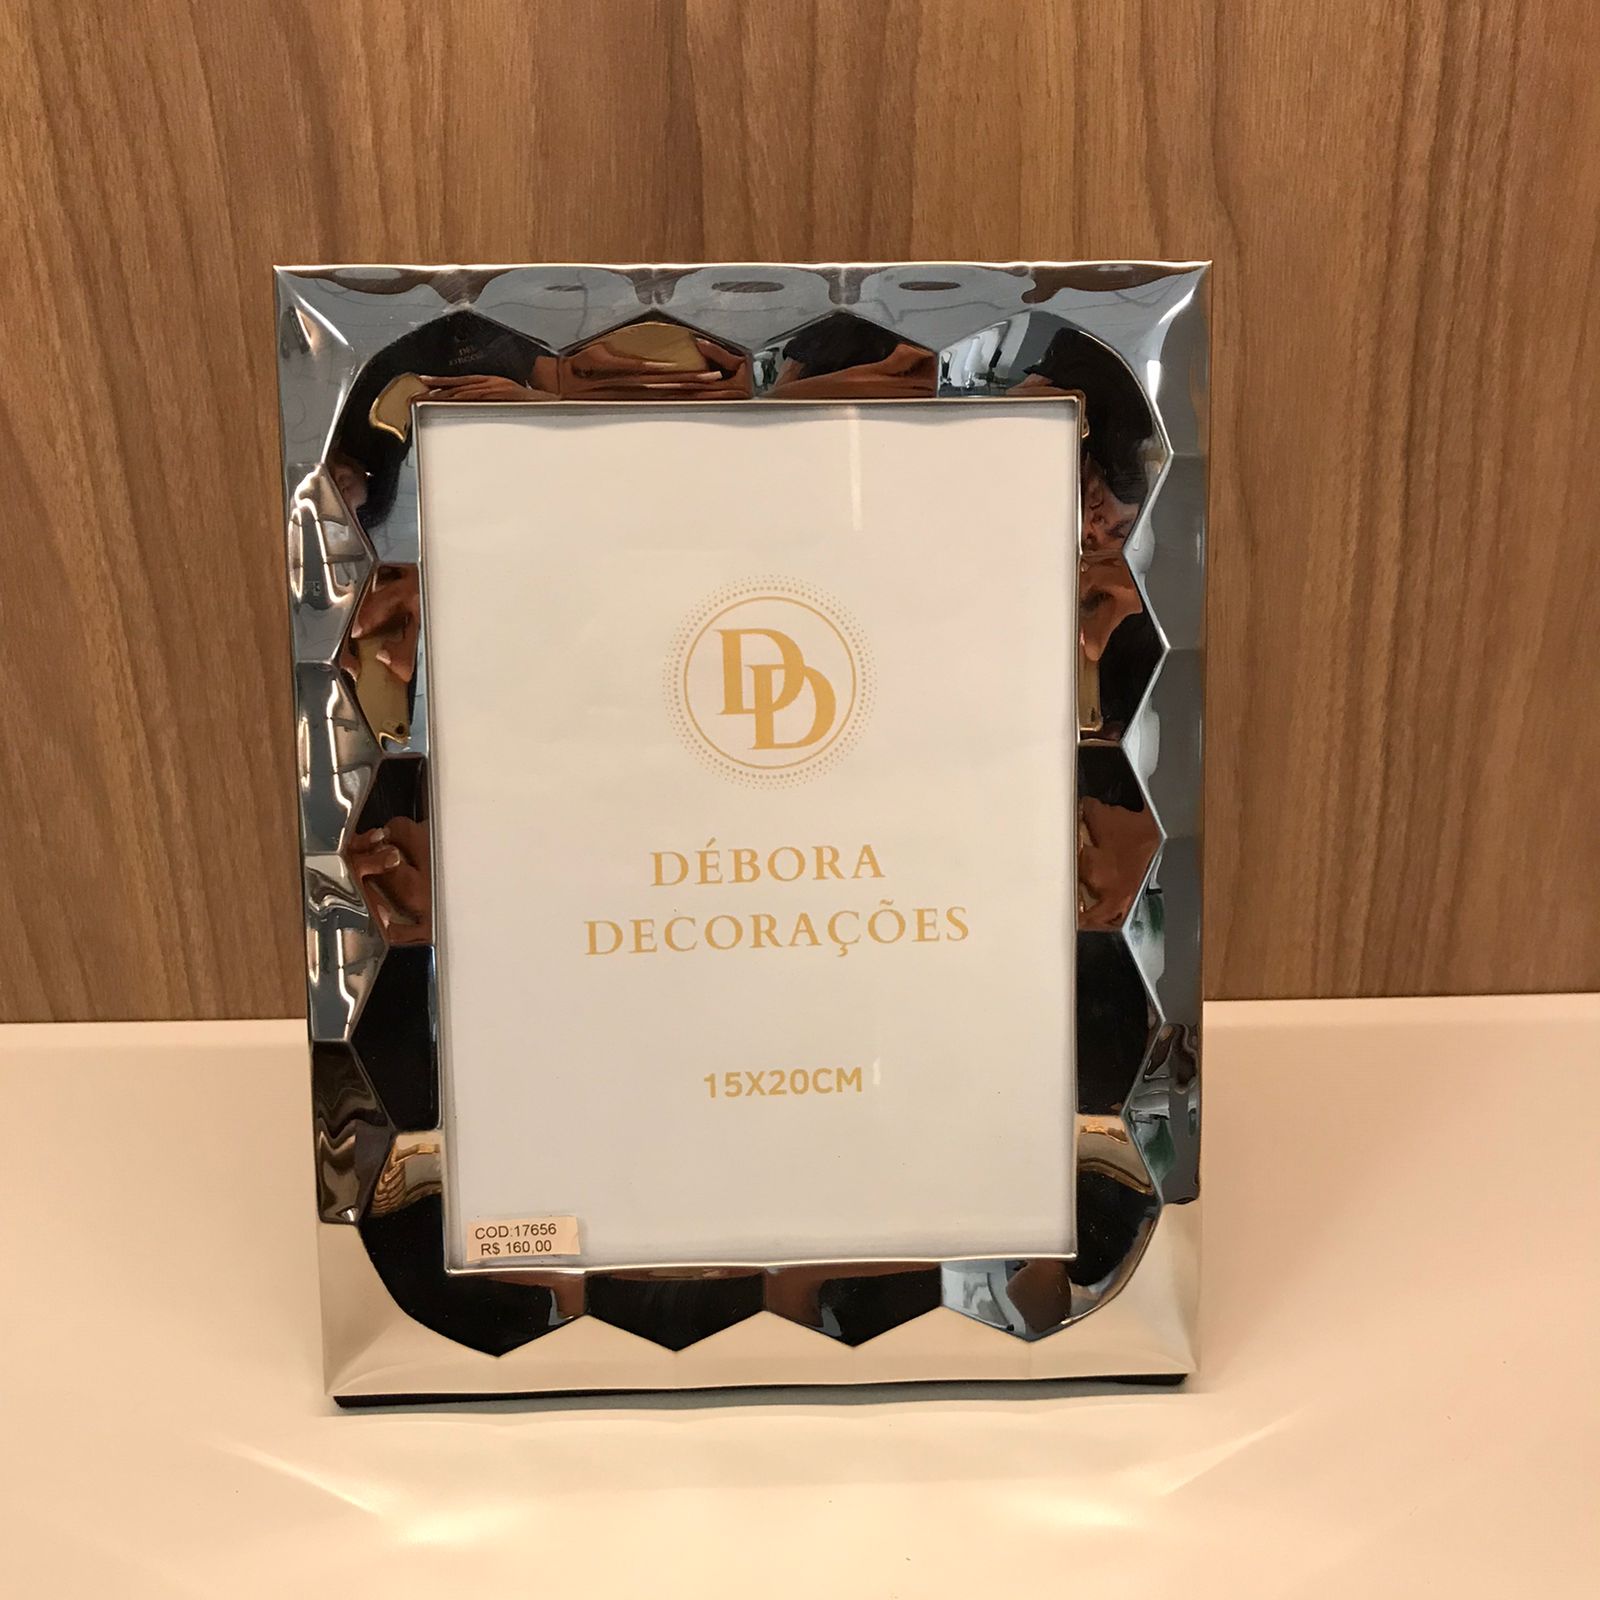 DD
DÉBORA
DECORAÇÕES
15X20CM
COD:17656
R$ 160,00